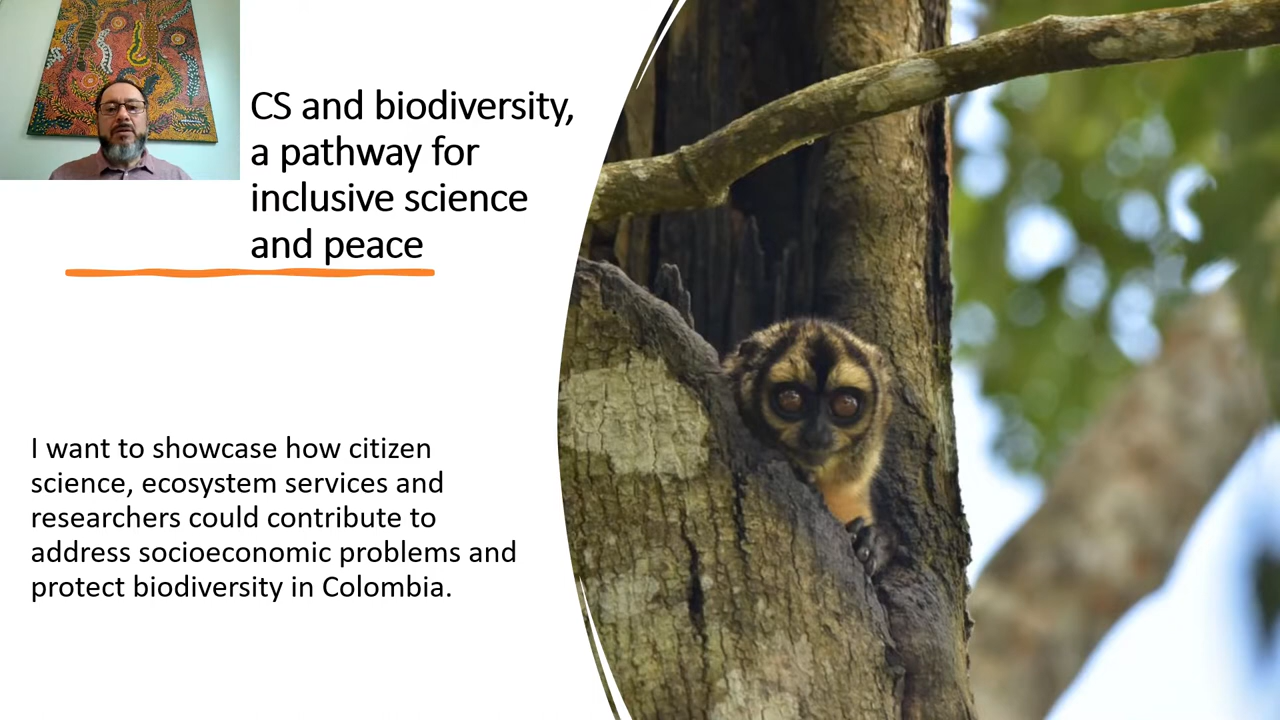 CS and biodiversity,
a pathway for
inclusive science
and peace
I want to showcase how citizen
science, ecosystem services and
researchers could contribute to
address socioeconomic problems and
protect biodiversity in Colombia.